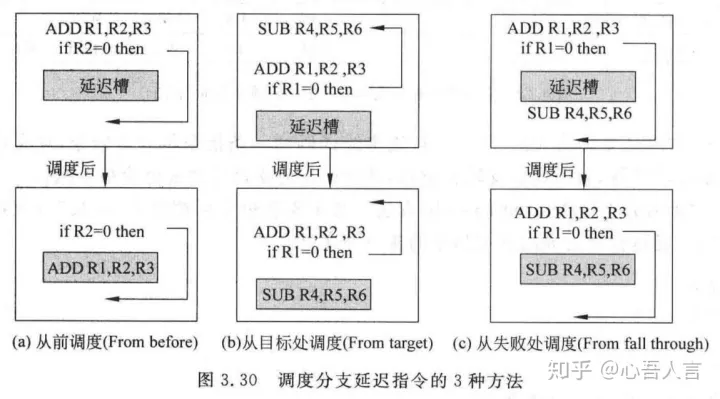 ADD R1,R2,R3
if R2=0 then
延迟槽
调度后
if R2=0 then
ADD R1,R2,R3
(a) 从前调度(From before)
SUB R4,R5,R6
ADD R1,R2 ,R3
if R1=0 then
延迟槽
调度后
ADD R1,R2,R3
if R1=0 then
SUB R4,R5,R6
(b)从目标处调度(From target)
ADD R1,R2 ,R3
if R1=0 then
延迟槽
SUB R4,R5,R6
调度后
ADD R1,R2 ,R3
if R1=0 then
SUB R4,R5,R6
(c) 从失败处调度(From fall through)
图 3.30 调度分支延迟指令的 3 种方法
知乎 @心吾人言